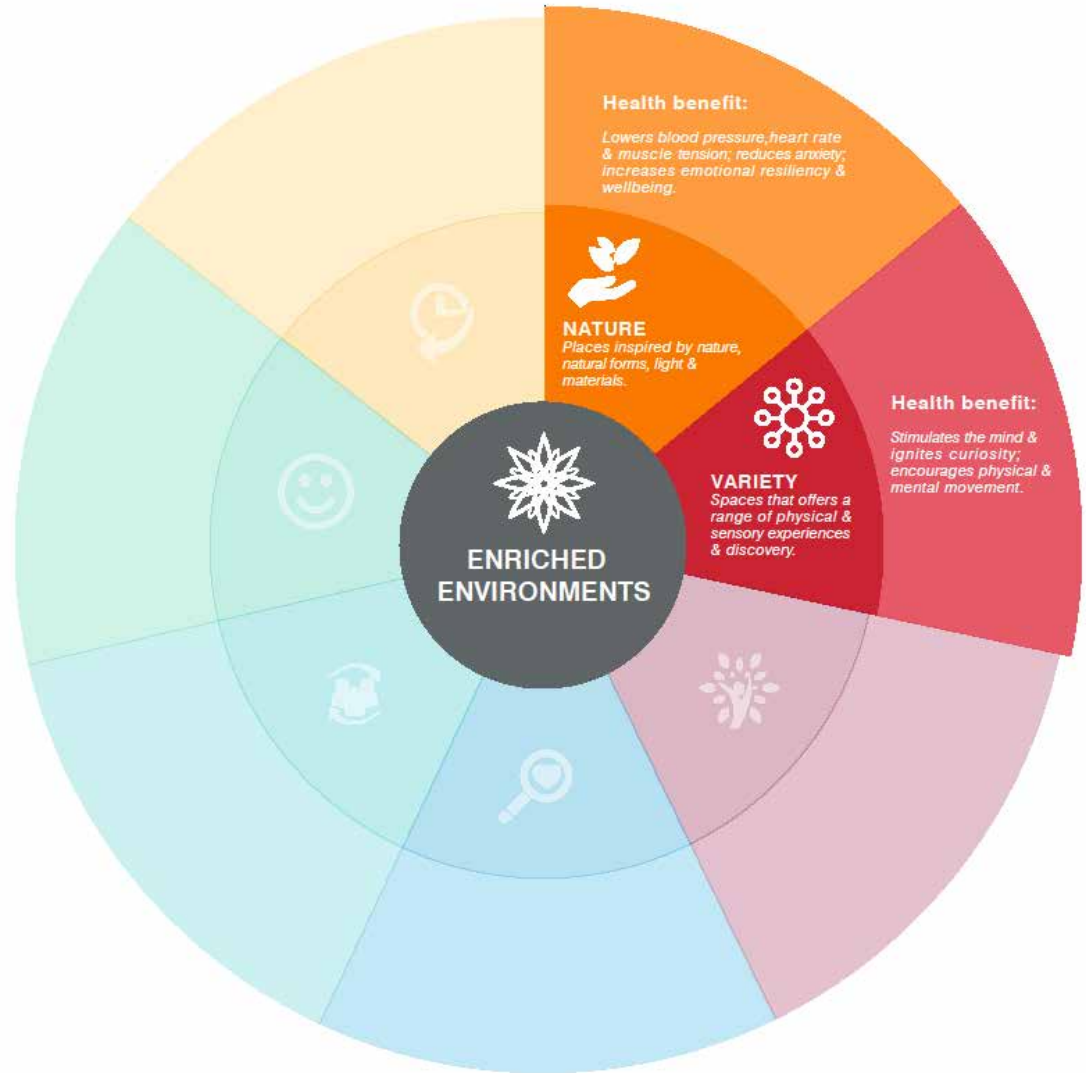 Health benefit:
Lowers blood pressure,heart rate
& muscle tension; reduces anxiety;
increases emotional resiliency &
wellbeing.
NATURE
Places inspired by nature,
natural forms, light &
materials.
Health benefit:
Stimulates the mind &
ignites curiosity;
encourages physical &
mental movement.
VARIETY
Spaces that offers a
range of physical &
sensory experiences
& discovery.
ENRICHED
ENVIRONMENTS